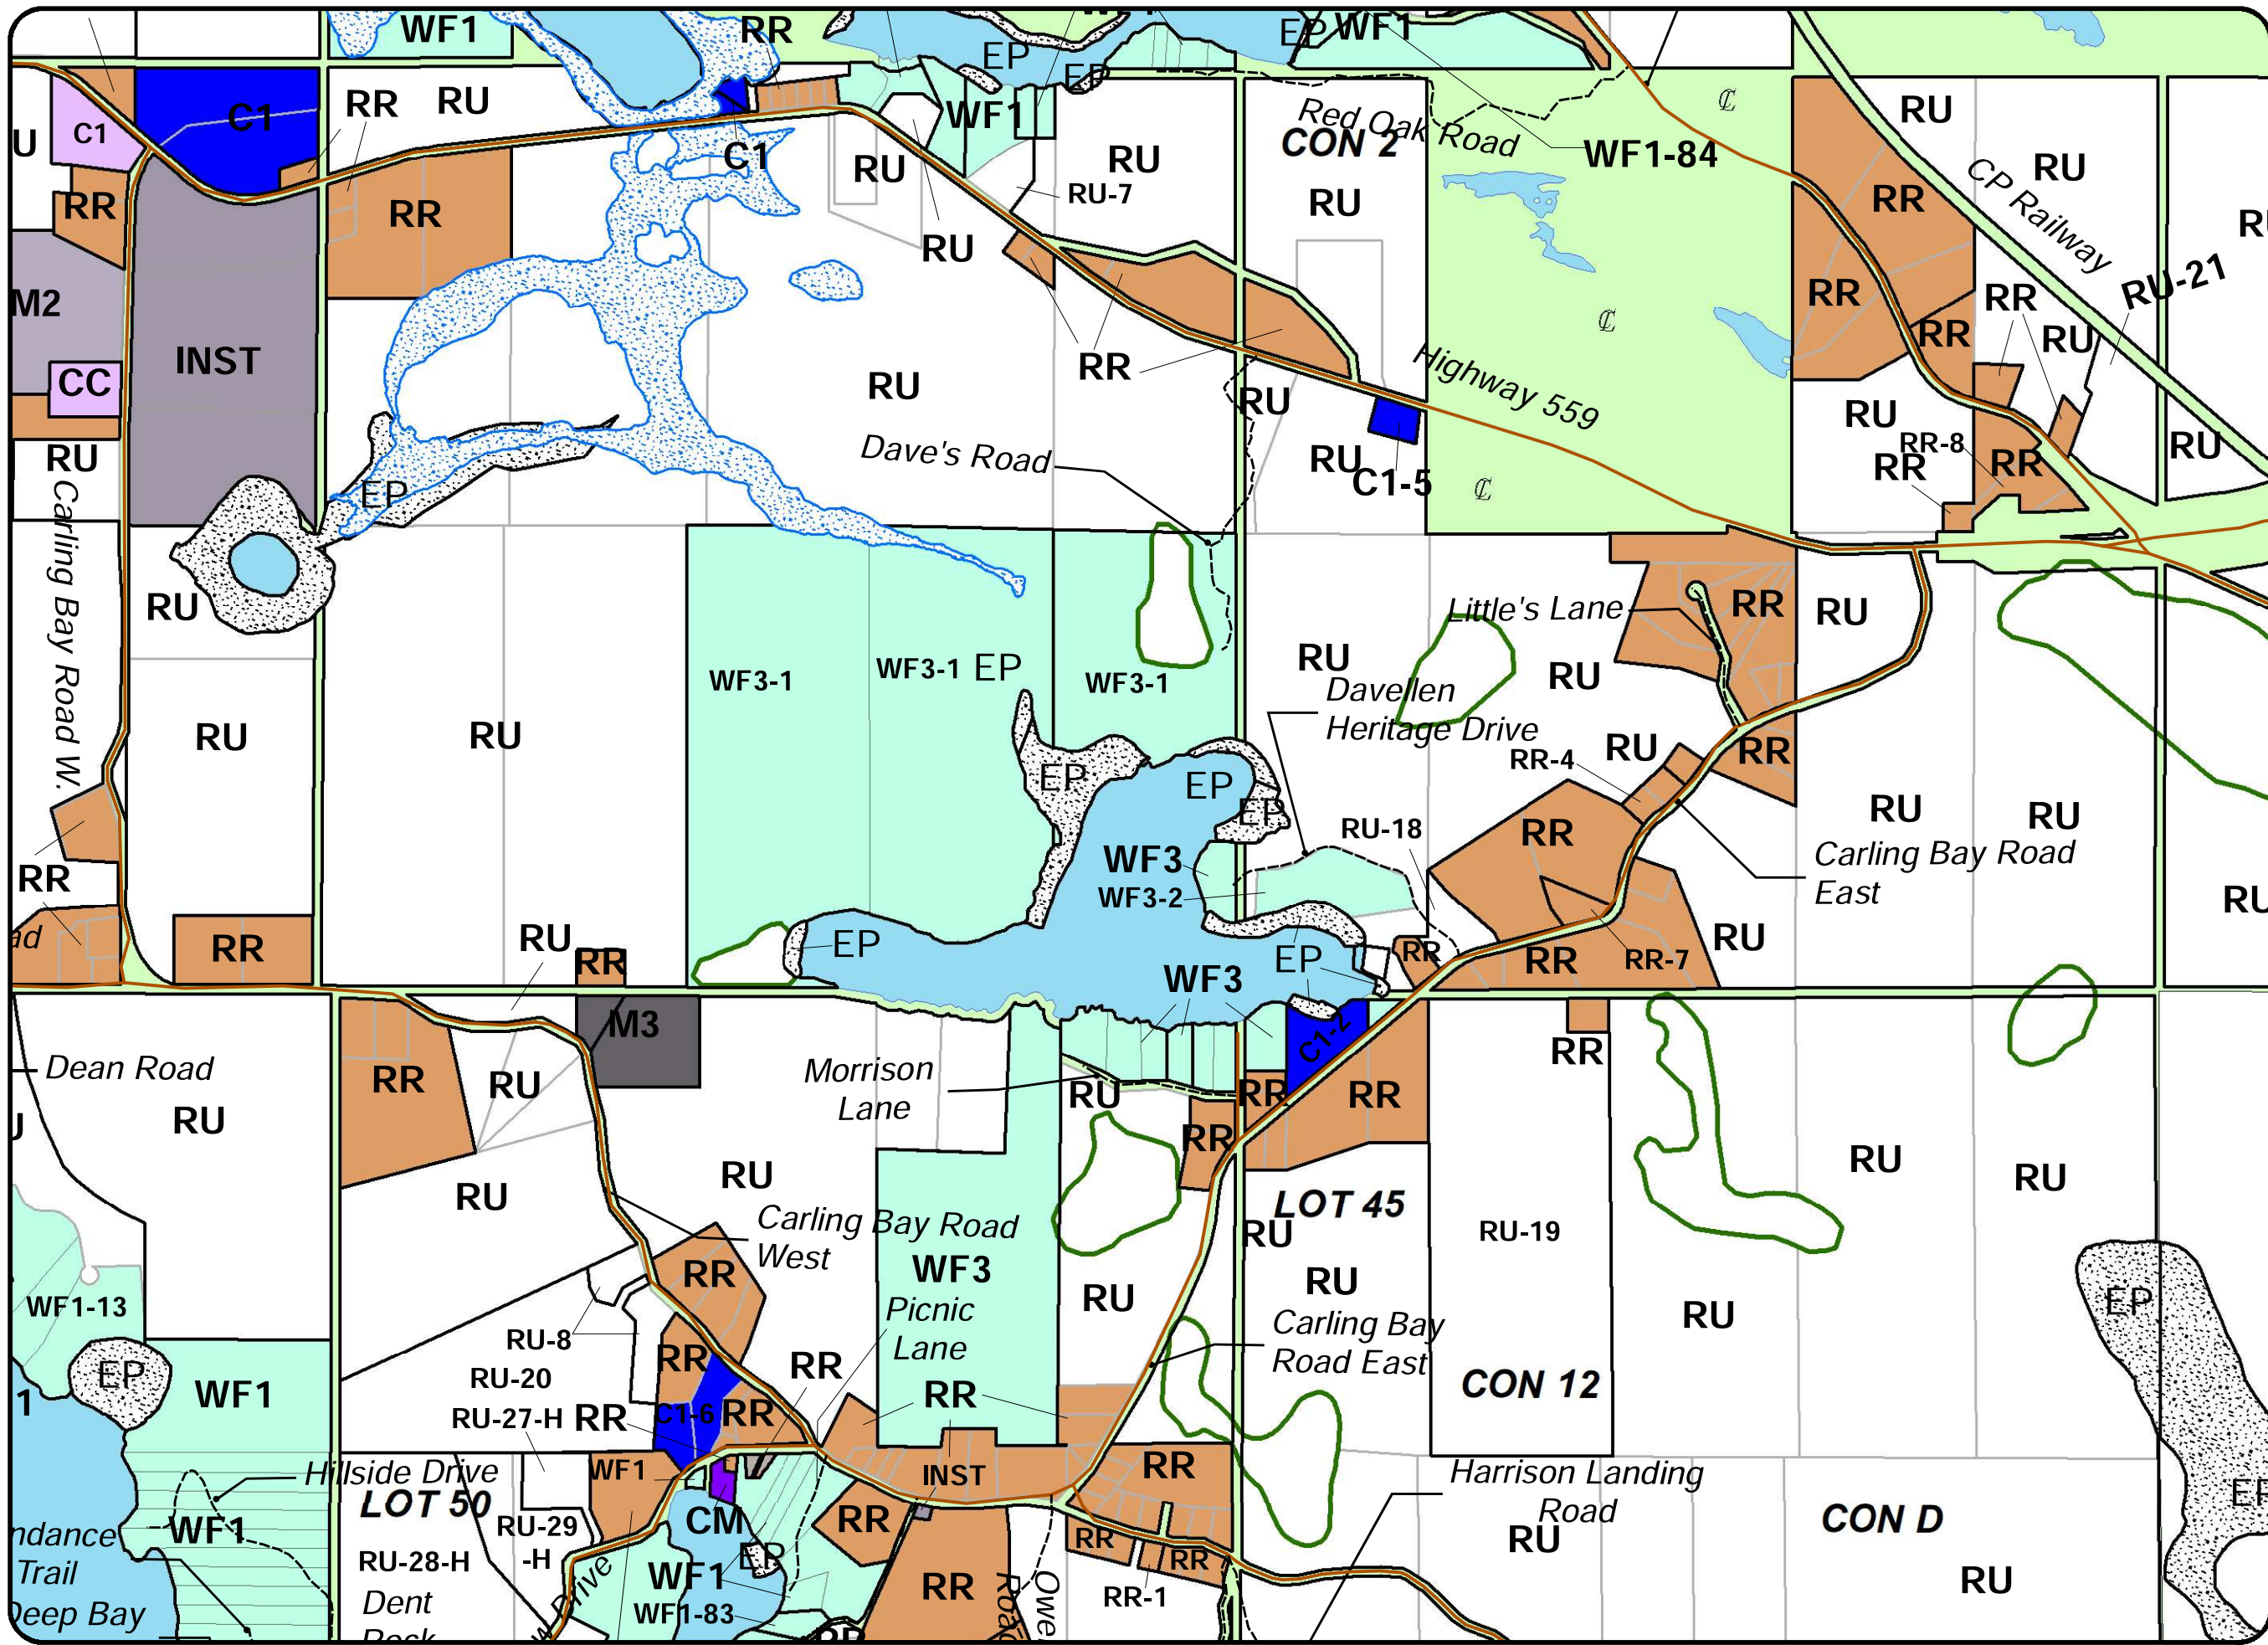 WF1
RR
EP
EP
WF1
EP
C1
C1
RR
RU
WF1
C1
RU
RU
RU-7
Red Oak Road
CON 2
WF1-84
RU
RU
CP Railway
RU
RR
RR
RR
RU
RU
RR
RR
RR
RU
RU-21
M2
INST
CC
RR
RU
RU
Highway 559
RU
RU
RU
C1-5
Dave's Road
RR-8
RR
RR
RU
EP
Carling Bay Road W.
RU
RU
RU
WF3-1
WF3-1
EP
WF3-1
RU
Little's Lane
RR
RU
RU
Davellen
Heritage Drive
RU
RR
RR-4
EP
EP
EP
RU-18
RR
RU
RU
Carling Bay Road
East
WF3
WF3-2
RR
RR
RU
RR
EP
EP
WF3
RR
RR
RR-7
RU
M3
C1-2
Dean Road
RU
RR
RU
Morrison
Lane
RU
RR
RR
RR
RR
RU
RU
LOT 45
RU
RU
RU-19
RU
RU
Carling Bay Road
West
WF3
Picnic
Lane
RR
RU
RU
Carling Bay
Road East
CON 12
RU
EP
WF1-13
EP
WF1
RU-8
RU-20
RU-27-H
RR
RR
C1-6
RR
RR
RR
Hillside Drive
LOT 50
WF1
RU-29
-H
RU-28-H
Dent
Rock
WF1
CM
EP
WF1
WF1-83
INST
RR
RR
RR
RR
RR
RR-1
Harrison Landing
Road
RU
CON D
RU
Trail
Deep Bay
Drive
Road